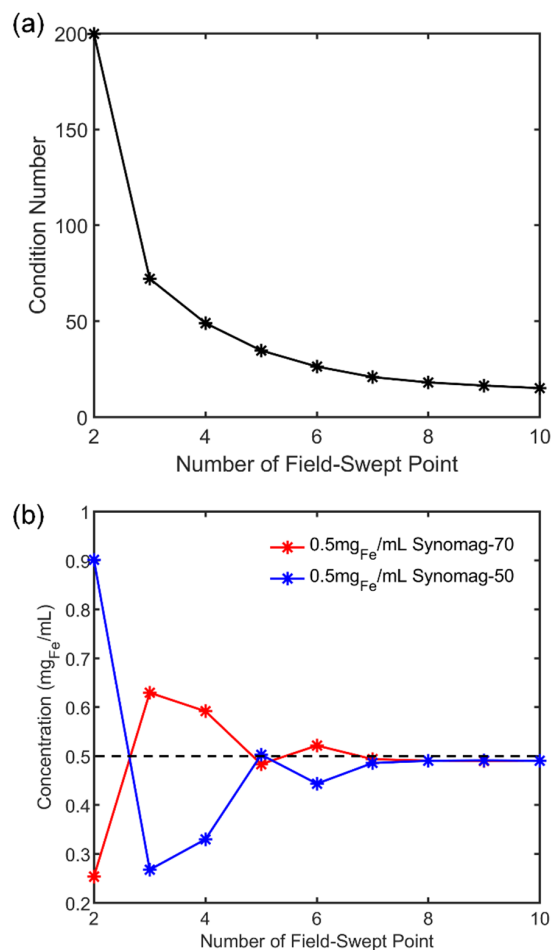 (a)
200
150
100
50
0
Condition Number
2 4 6 8 10
Number of Field-Swept Point
(b)
1
0.9
0.8
0.7
0.6
0.5
0.4
0.3
0.2
Concentration (mgFe/mL)
0.5mgFe/mL Synomag-70
0.5mgFe/mL Synomag-50
2 4 6 8 10
Number of Field-Swept Point